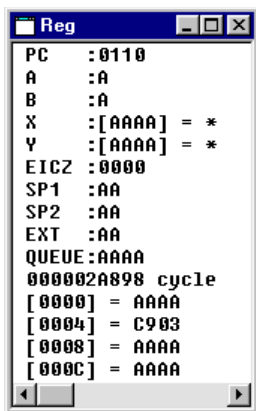 Reg
PC :0110
A :A
B :A
X :[AAAA] = *
Y :[AAAA] = *
EICZ :0000
SP1 :AA
SP2 :AA
EXT :AA
QUEUE:AAAA
000002A898 cycle
[0000] = AAAA
[0004] = C903
[0008] = AAAA
[000C] = AAAA